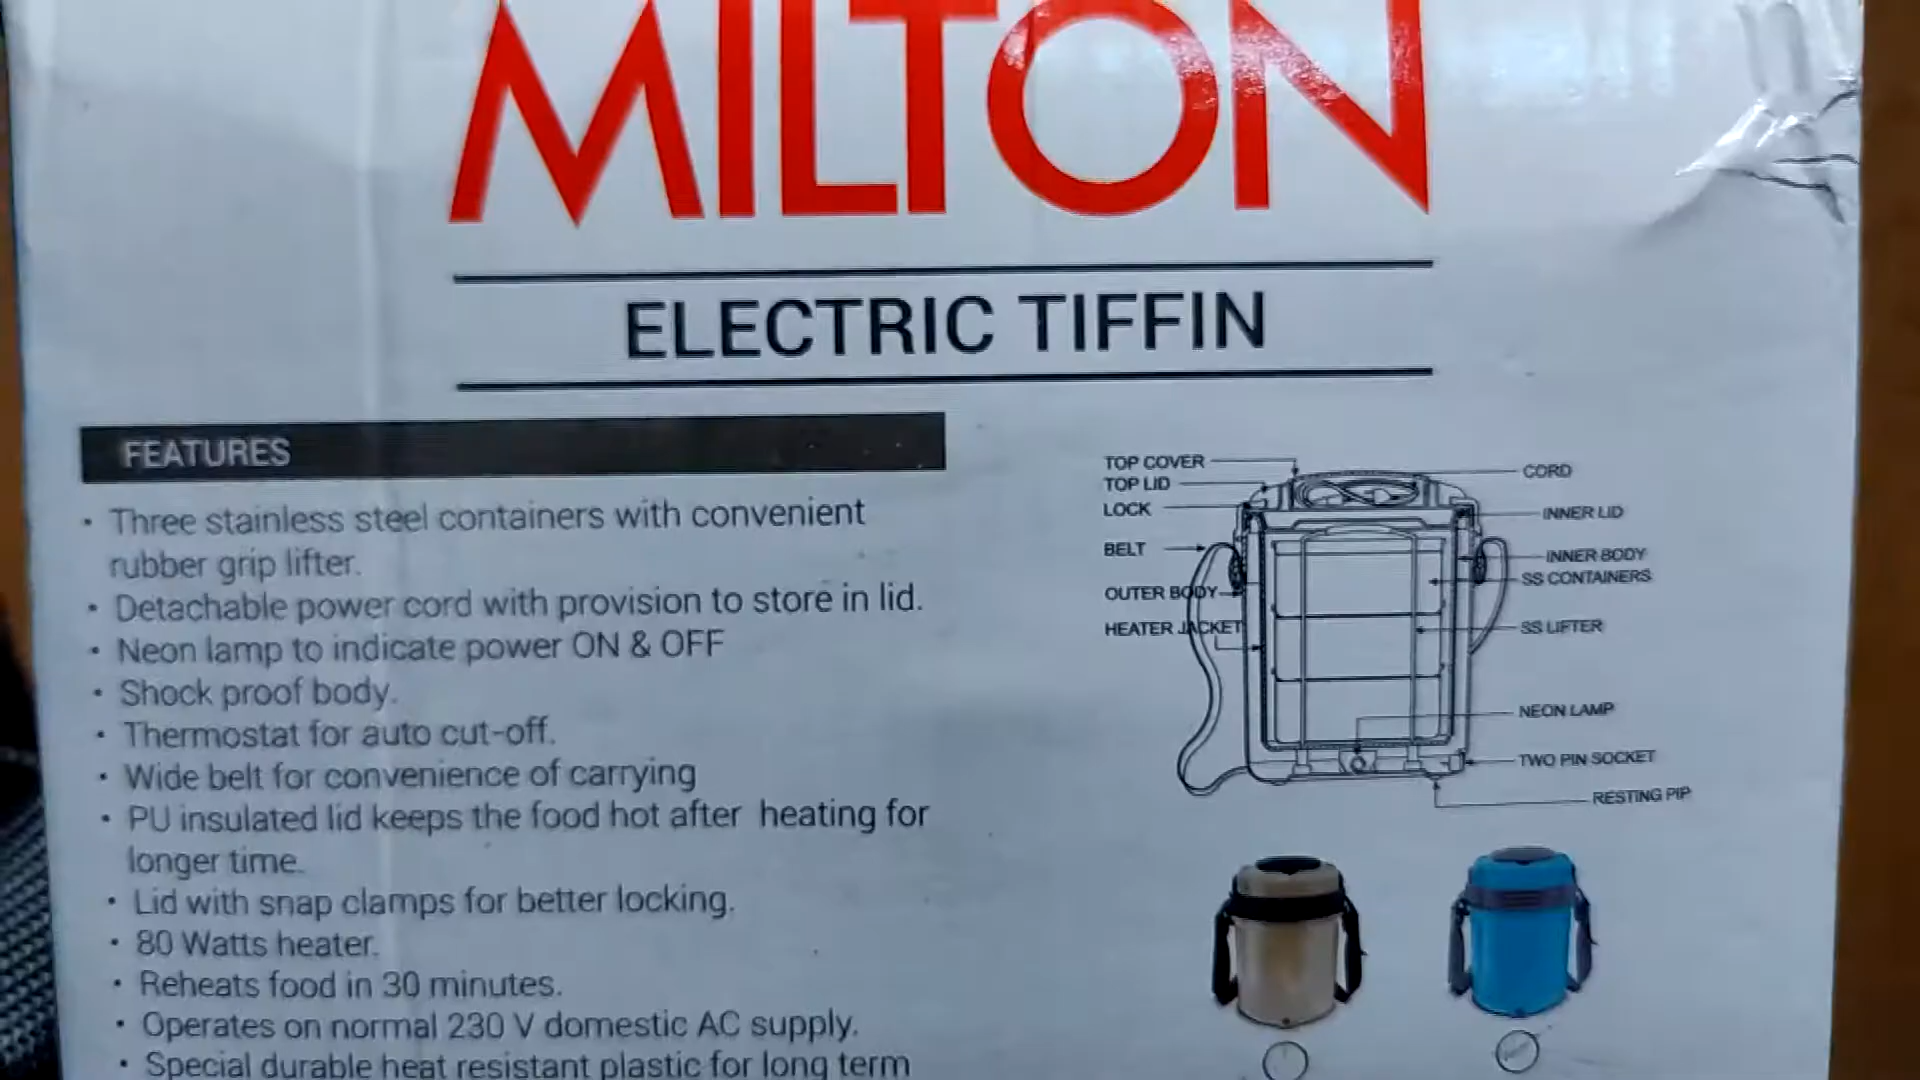 MILTON
ELECTRIC TIFFIN
FEATURES
• Three stainless steel containers with convenient
rubber grip lifter.
• Detachable power cord with provision to store in lid.
• Neon lamp to indicate power ON & OFF
• Shock proof body.
• Thermostat for auto cut-off.
• Wide belt for convenience of carrying
• PU insulated lid keeps the food hot after heating for
longer time.
• Lid with snap clamps for better locking.
• 80 Watts heater.
• Reheats food in 30 minutes.
• Operates on normal 230 V domestic AC supply.
• Special durable heat resistant plastic for long term
TOP COVER
TOP LID
LOCK
BELT
OUTER BODY
HEATER JACKET
CORD
INNER LID
INNER BODY
SS CONTAINERS
SS LIFTER
NEON LAMP
TWO PIN SOCKET
RESTING PIP